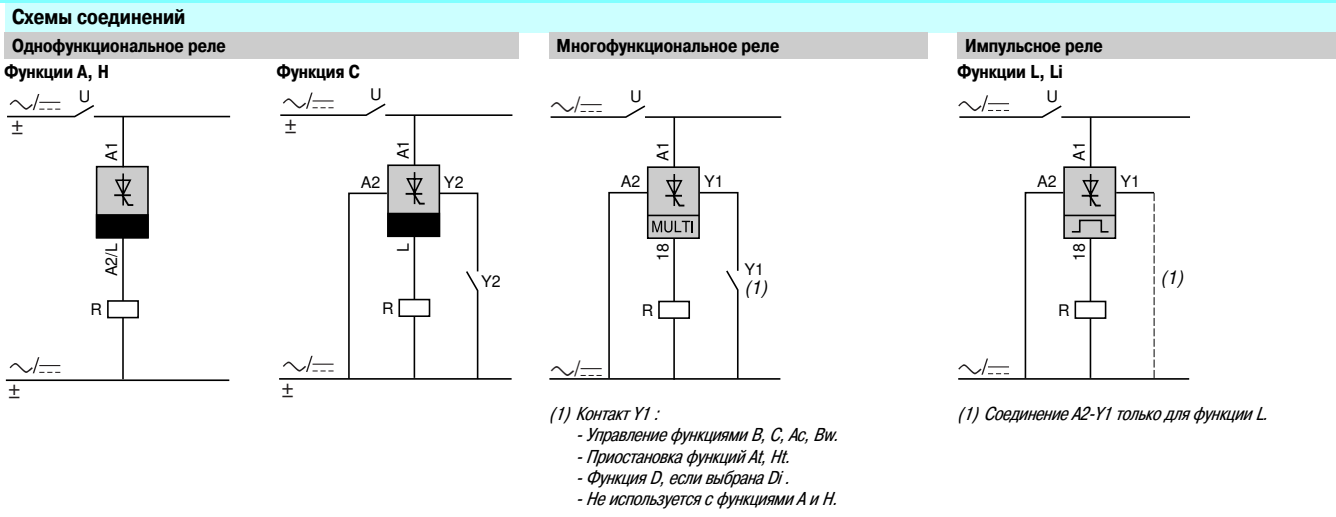 Схемы соединений
Однофункциональное реле
Многофункциональное реле
Импульсное реле
Функции A, H
Функция C
Функции L, Li
U
±
A1
A2/L
R
±
U
±
A1
A2
Y2
L
Y2
R
±
U
A1
A2
Y1
MULTI
18
Y1
(1)
R
(1) Контакт Y1 :
- Управление функциями B, C, Ac, Bw.
- Приостановка функций At, Ht.
- Функция D, если выбрана Di .
- Не используется с функциями A и H.
U
A1
A2
Y1
18
(1)
R
(1) Соединение A2-Y1 только для функции L.